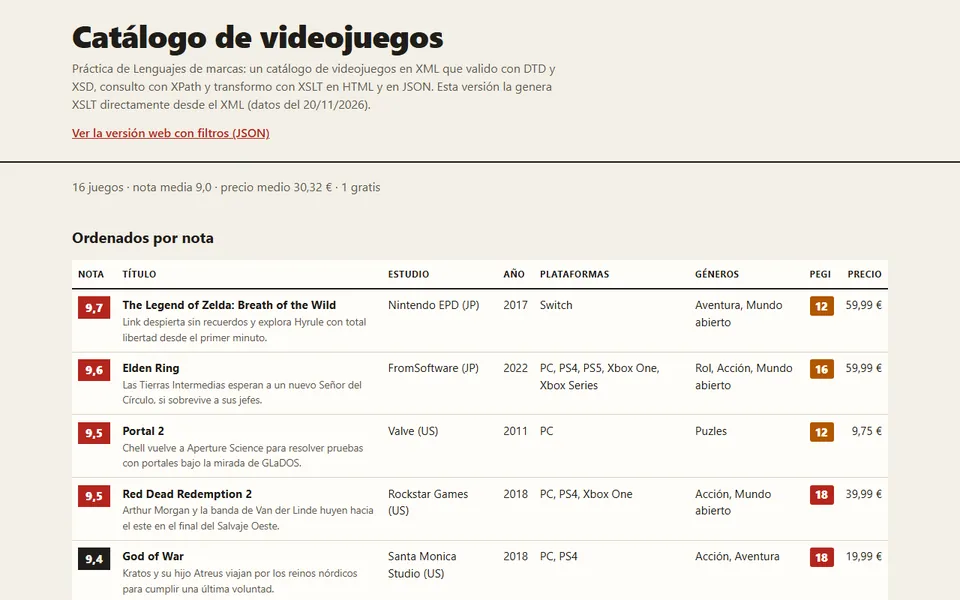 Catálogo de videojuegos
Práctica de Lenguajes de marcas: un catálogo de videojuegos en XML que valido con DTD y
XSD, consulto con XPath y transformo con XSLT en HTML y en JSON. Esta versión la genera
XSLT directamente desde el XML (datos del 20/11/2026).
Ver la versión web con filtros (JSON)
16 juegos · nota media 9,0 · precio medio 30,32 € · 1 gratis
Ordenados por nota
NOTA TÍTULO ESTUDIO AÑO PLATAFORMAS GÉNEROS PEGI PRECIO
9,7 The Legend of Zelda: Breath of the Wild Nintendo EPD (JP) 2017 Switch Aventura, Mundo 12 59,99 €
Link despierta sin recuerdos y explora Hyrule con total abierto
libertad desde el primer minuto.
9,6 Elden Ring FromSoftware (JP) 2022 PC, PS4, PS5, Xbox One, Rol, Acción, Mundo 16 59,99 €
Las Tierras Intermedias esperan a un nuevo Señor del Xbox Series abierto
Círculo, si sobrevive a sus jefes.
9,5 Portal 2 Valve (US) 2011 PC Puzles 12 9,75 €
Chell vuelve a Aperture Science para resolver pruebas
con portales bajo la mirada de GLaDOS.
9,5 Red Dead Redemption 2 Rockstar Games 2018 PC, PS4, Xbox One Acción, Mundo 18 39,99 €
Arthur Morgan y la banda de Van der Linde huyen hacia (US) abierto
el este en el final del Salvaje Oeste.
9,4 God of War Santa Monica 2018 PC, PS4 Acción, Aventura 18 19,99 €
Kratos y su hijo Atreus viajan por los reinos nórdicos Studio (US)
para cumplir una última voluntad.